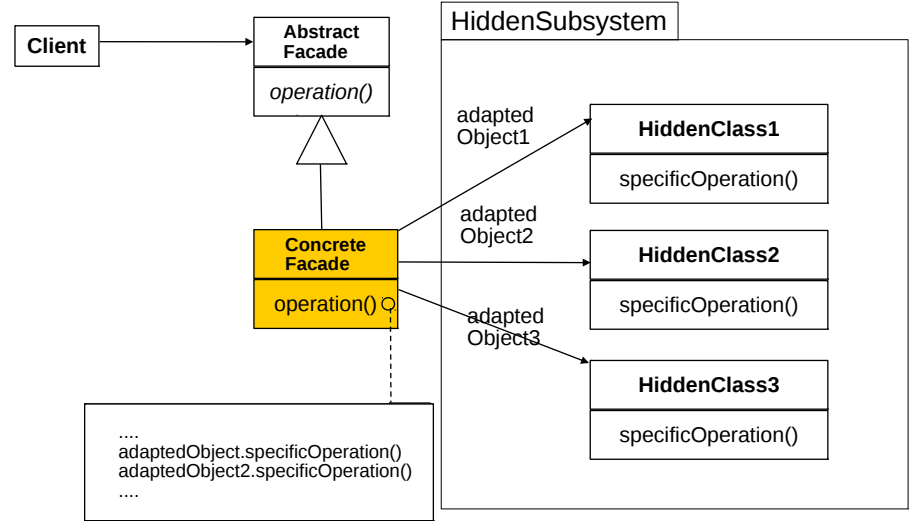 HiddenSubsystem
Client
Abstract
Facade
operation()
adapted
Object1
HiddenClass1
specificOperation()
adapted
Object2
Concrete
Facade
operation()
HiddenClass2
specificOperation()
adapted
Object3
HiddenClass3
specificOperation()
....
adaptedObject.specificOperation()
adaptedObject2.specificOperation()
....